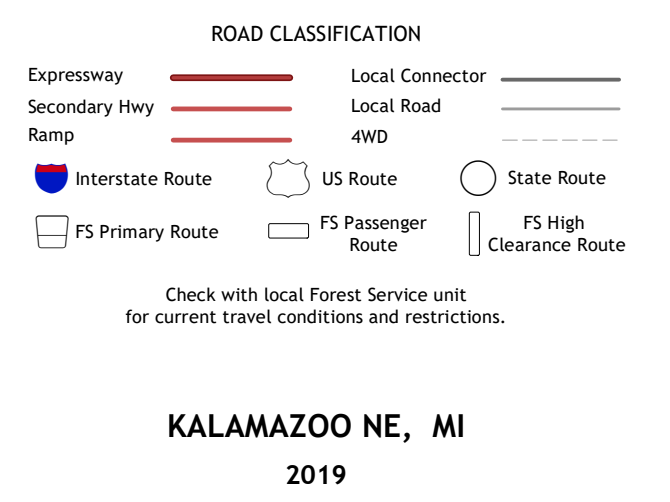 ROAD CLASSIFICATION
Expressway
Local Connector
Secondary Hwy
Local Road
Ramp
4WD
Interstate Route
US Route
State Route
FS Primary Route
FS Passenger
Route
FS High
Clearance Route
Check with local Forest Service unit
for current travel conditions and restrictions.
KALAMAZOO NE, MI
2019